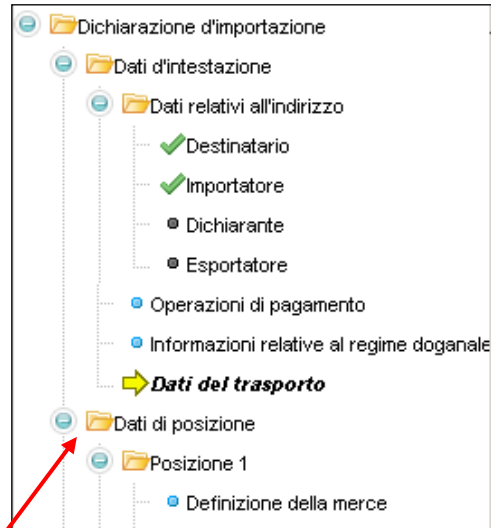 Dichiarazione d'importazione
Dati d'intestazione
Dati relativi all'indirizzo
Destinatario
Importatore
Dichiarante
Esportatore
Operazioni di pagamento
Informazioni relative al regime doganale
Dati del trasporto
Dati di posizione
Posizione 1
Definizione della merce